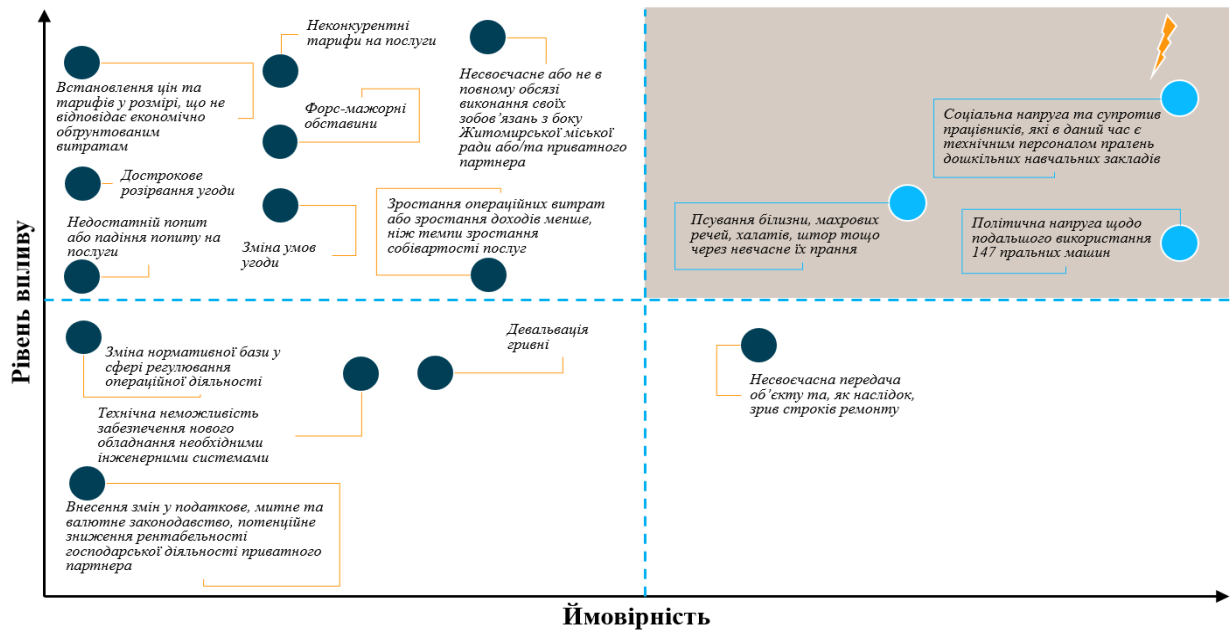 Рівень впливу
Неконкурентні
тарифи на послуги
Встановлення цін та
тарифів у розмірі, що не
відповідає економічно
обґрунтованим
витратам
Форс-мажорні
обставини
Несвоєчасне або не в
повному обсязі
виконання своїх
зобов’язань з боку
Житомирської міської
ради або/та приватного
партнера
Соціальна напруга та супротив
працівників, які в даний час є
технічним персоналом пралень
дошкільних навчальних закладів
Дострокове
розірвання угоди
Недостатній попит
або падіння попиту на
послуги
Зміна умов
угоди
Зростання операційних витрат
або зростання доходів менше,
ніж темпи зростання
собівартості послуг
Псування білизни, махрових
речей, халатів, штор тощо
через невчасне їх прання
Політична напруга щодо
подальшого використання
147 пральних машин
Зміна нормативної бази у
сфері регулювання
операційної діяльності
Девальвація
гривні
Несвоєчасна передача
об’єкту та, як наслідок,
зрив строків ремонту
Технічна неможливість
забезпечення нового
обладнання необхідними
інженерними системами
Внесення змін у податкове, митне та
валютне законодавство, потенційне
зниження рентабельності
господарської діяльності приватного
партнера
Ймовірність